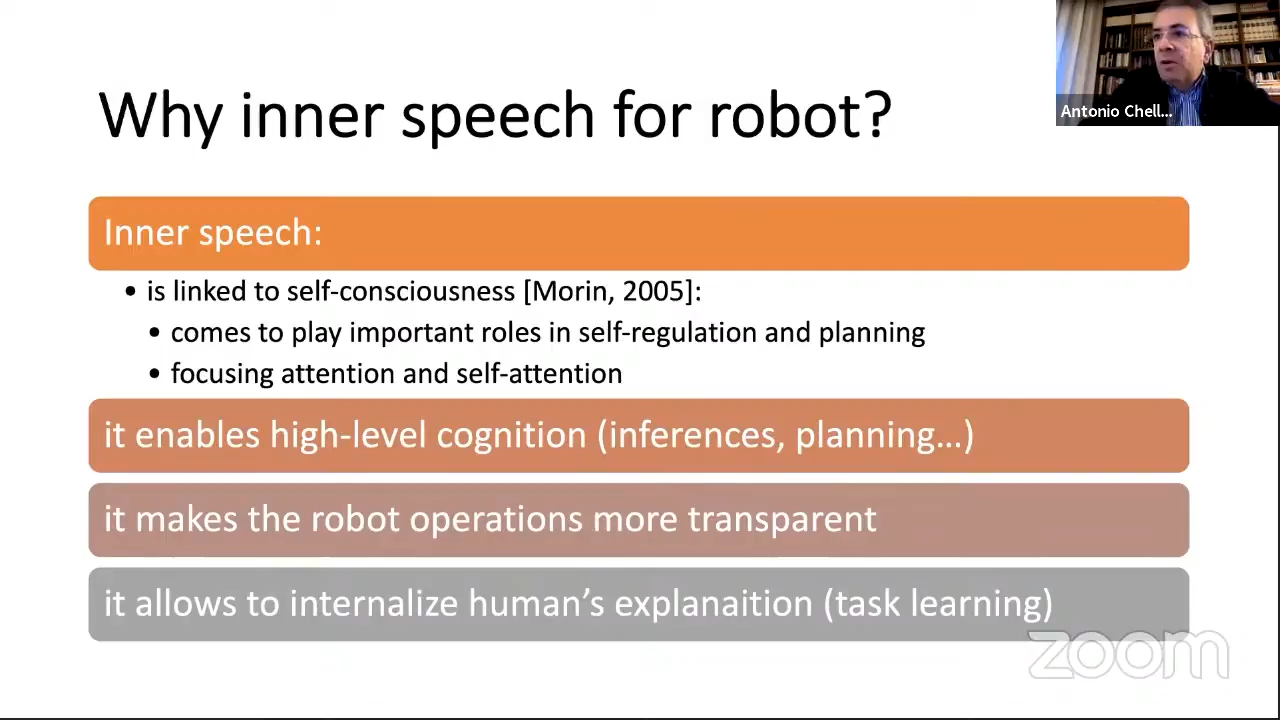 Why inner speech for robot?
Antonio Chell...
Inner speech:
• is linked to self-consciousness [Morin, 2005]:
• comes to play important roles in self-regulation and planning
• focusing attention and self-attention
it enables high-level cognition (inferences, planning...)
it makes the robot operations more transparent
it allows to internalize human's explanaition (task learning)
zoom